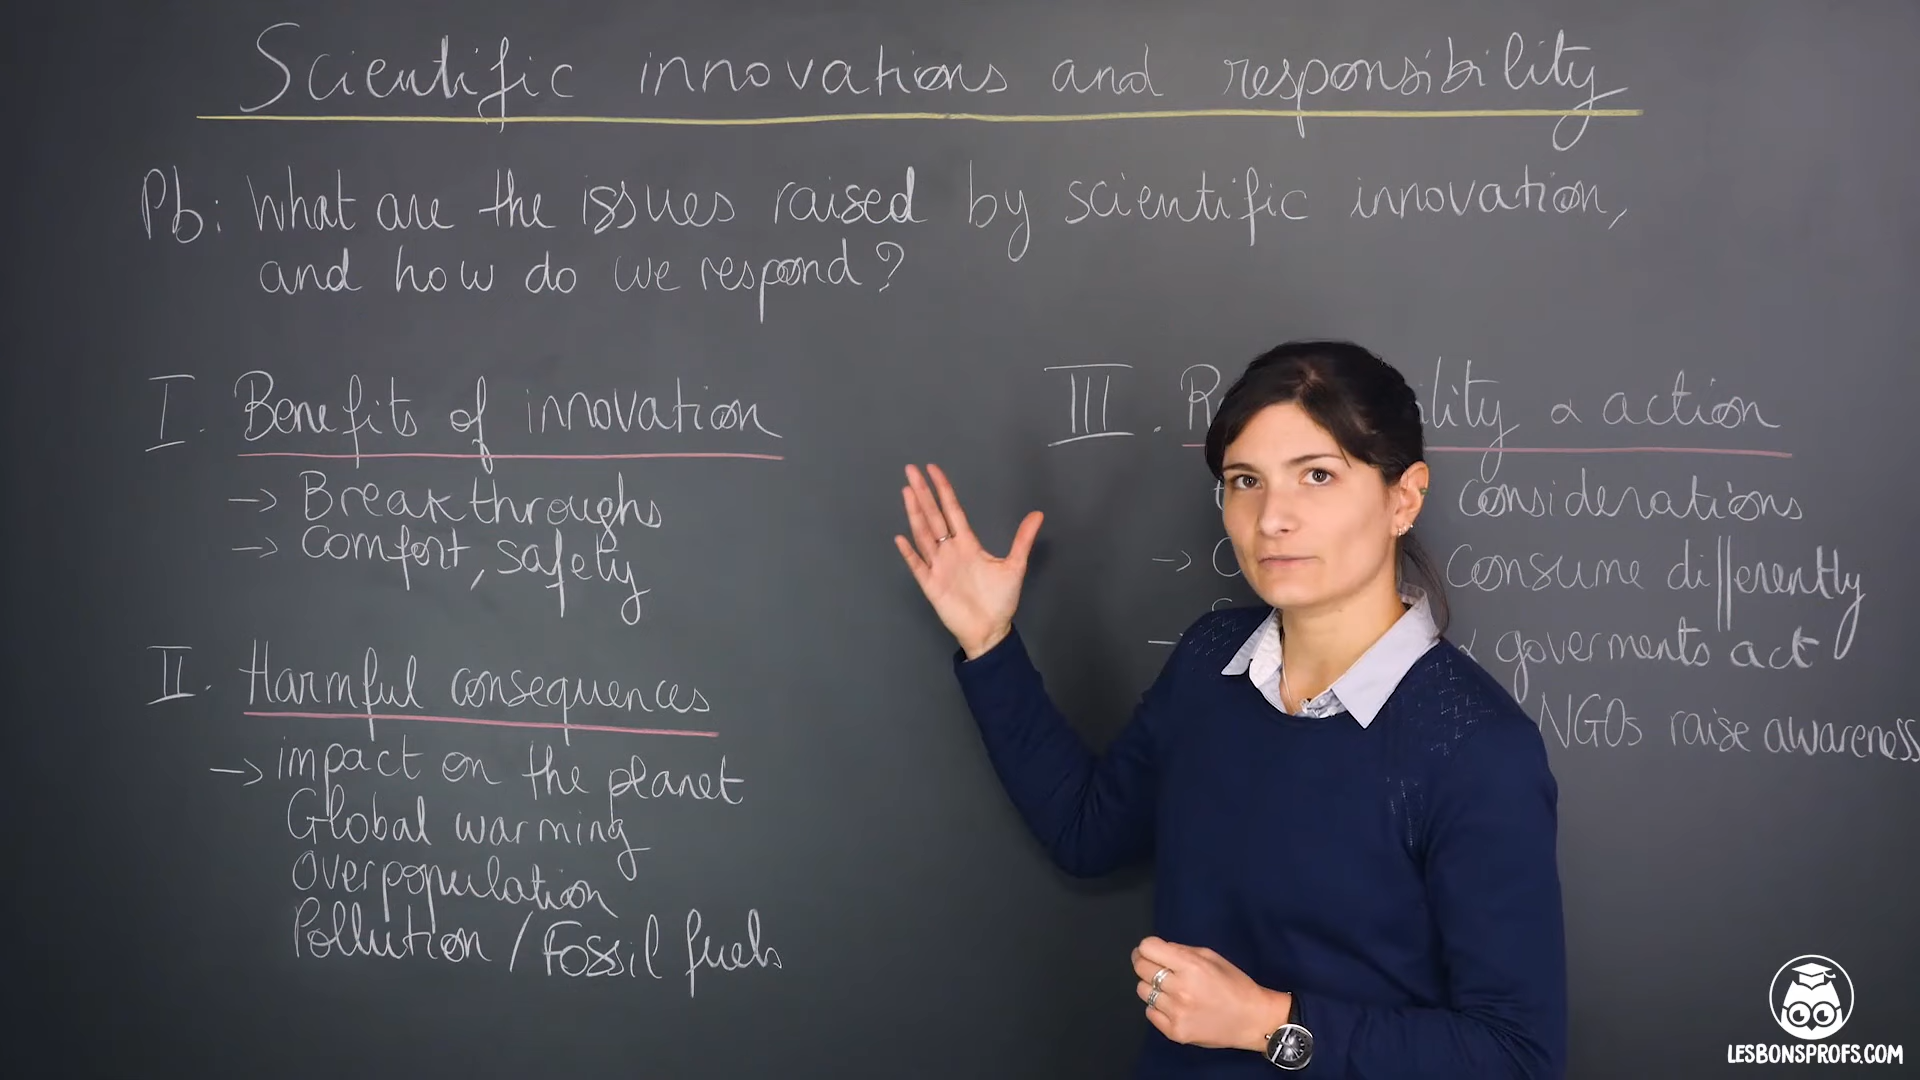 Scientific innovations and responsibility
Pb: What are the issues raised by scientific innovation,
and how do we respond?
I. Benefits of innovation
→ Breakthroughs
→ Comfort, safety
II. Harmful consequences
→ impact on the planet
Global warming
Overpopulation
Pollution / Fossil fuels
III. & action
considerations
→ consume differently
goverments act
NGOs raise awareness
LESBONSPROFS.COM